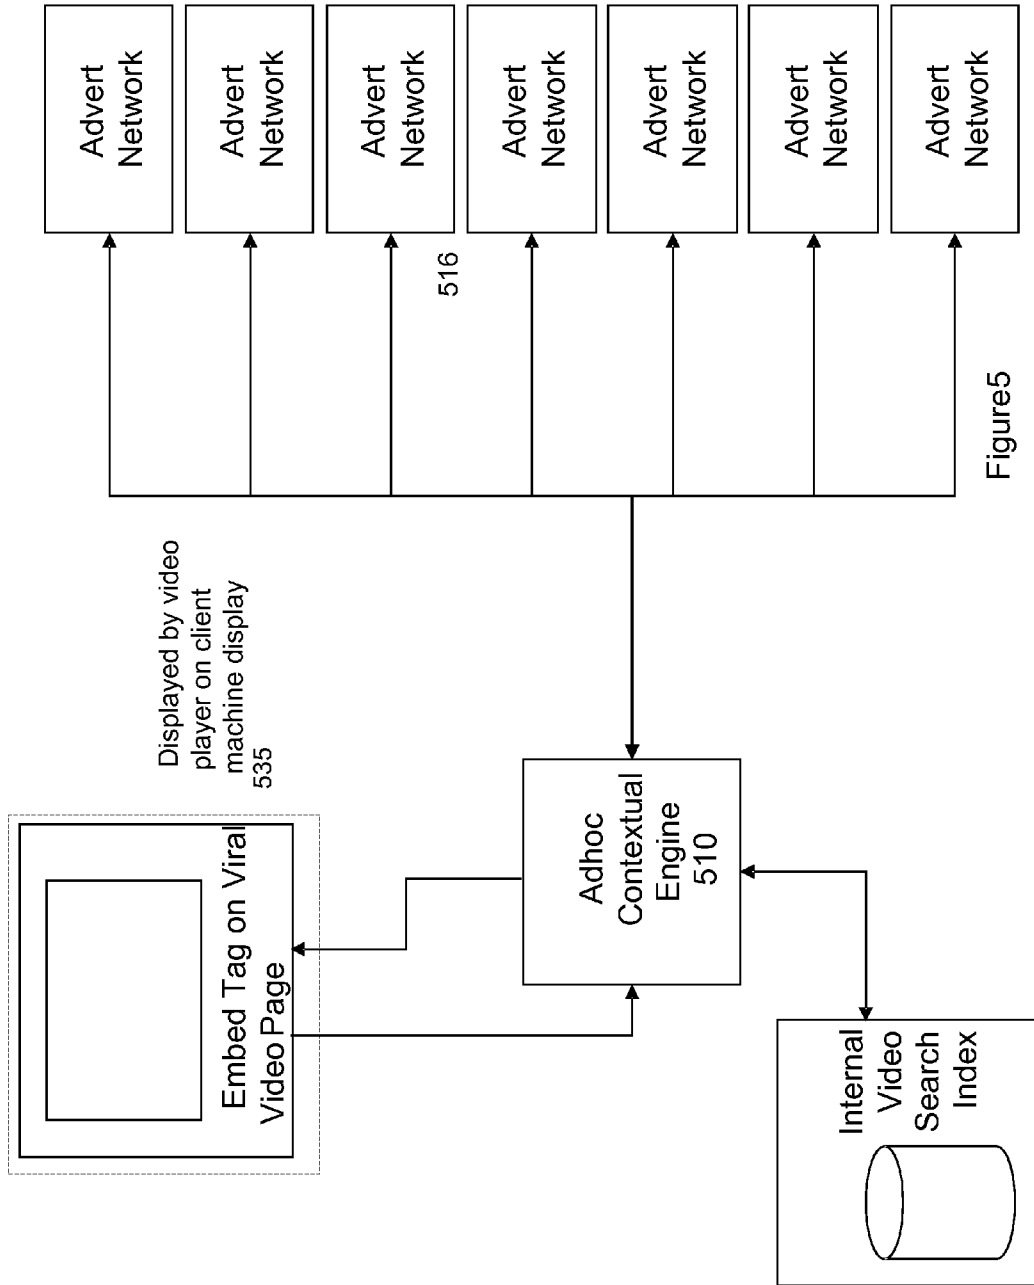 Embed Tag on Viral
Video Page
Displayed by video
player on client
machine display
535
Advert
Network
Advert
Network
Advert
Network
516
Advert
Network
Advert
Network
Advert
Network
Advert
Network
Adhoc
Contextual
Engine
510
Internal
Video
Search
Index
Figure5